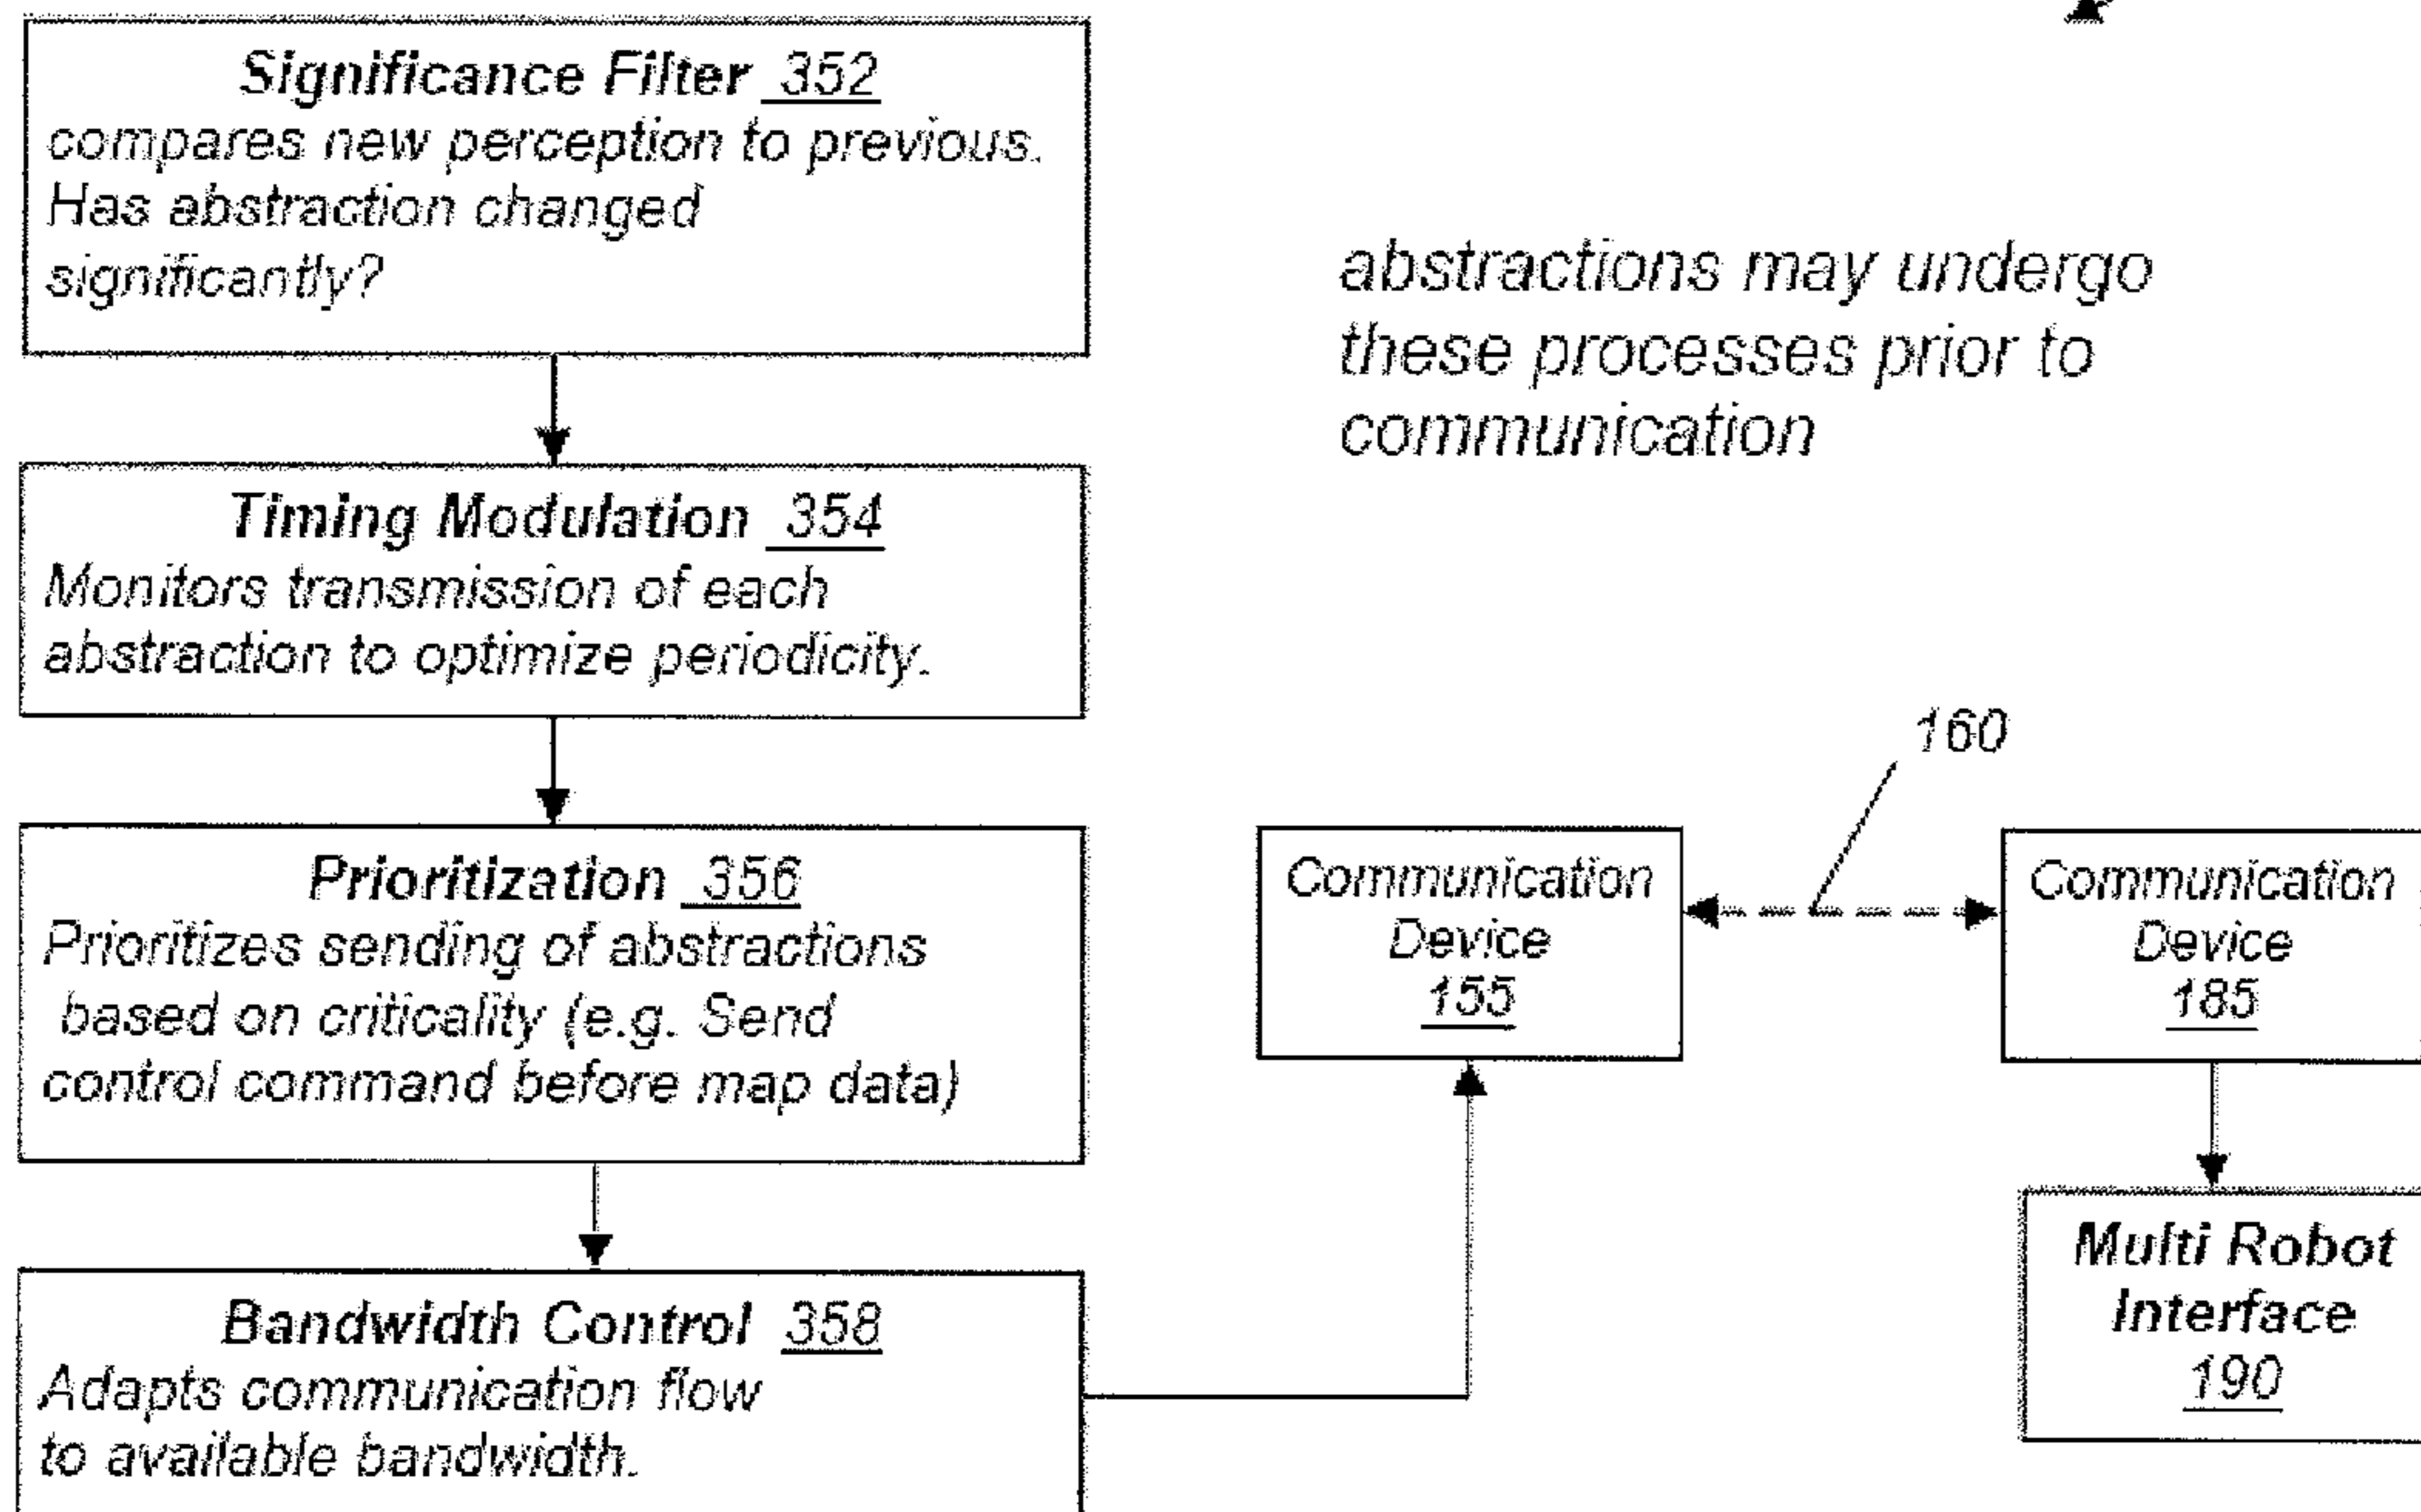 Significance Filter 352
compares new perception to previous.
Has abstraction changed
significantly?
abstractions may undergo
these processes prior to
communication
Timing Modulation 354
Monitors transmission of each
abstraction to optimize periodicity.
160
Prioritization 356
Prioritizes sending of abstractions
based on criticality (e.g. Send
control command before map data)
Communication
Device
155
Communication
Device
185
Multi Robot
Interface
190
Bandwidth Control 358
Adapts communication flow
to available bandwidth.